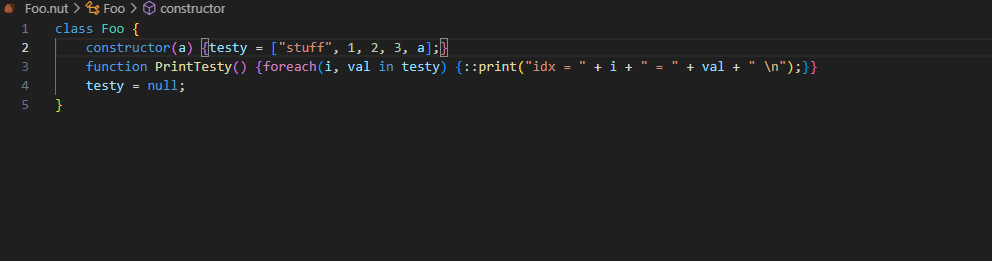 Foo.nut > Foo > constructor
1 class Foo {
2 constructor(a) {testy = ["stuff", 1, 2, 3, a];}
3 function PrintTesty() {foreach(i, val in testy) {::print("idx = " + i + " = " + val + " \n");}}
4 testy = null;
5 }